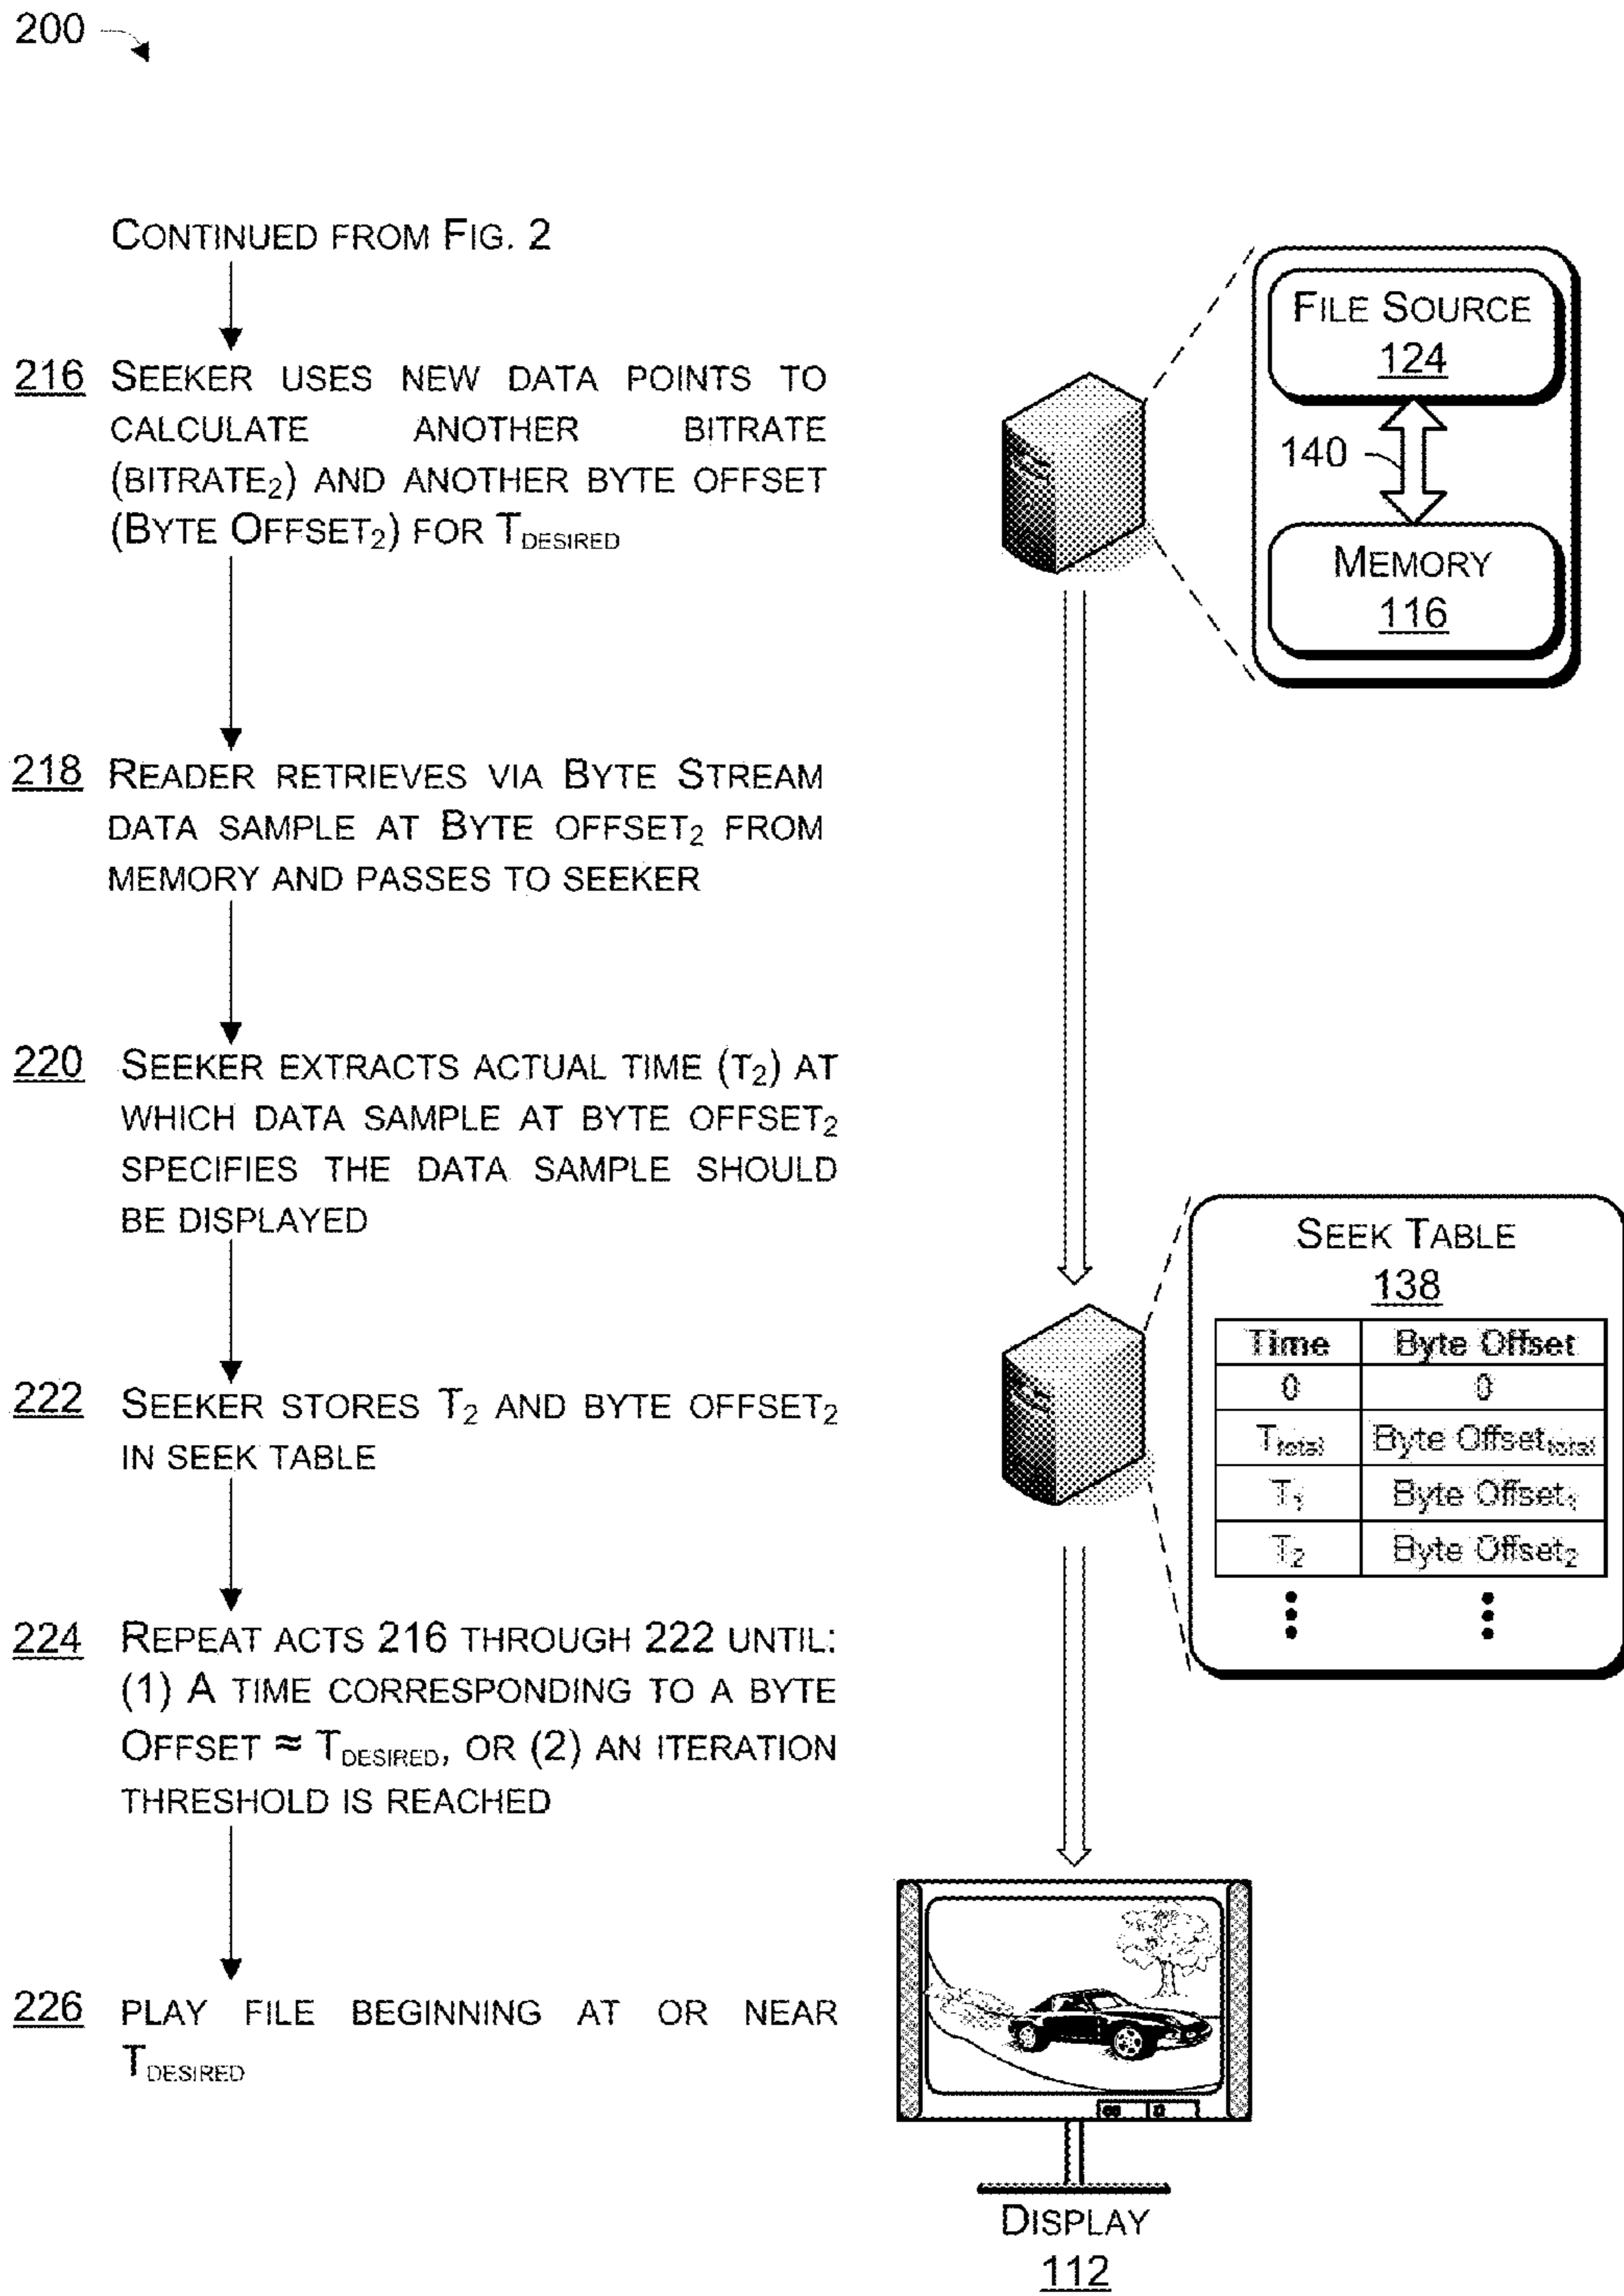 200
CONTINUED FROM FIG. 2
216 SEEKER USES NEW DATA POINTS TO
CALCULATE ANOTHER BITRATE
(BITRATE₂) AND ANOTHER BYTE OFFSET
(BYTE OFFSET₂) FOR T_DESIRED
218 READER RETRIEVES VIA BYTE STREAM
DATA SAMPLE AT BYTE OFFSET₂ FROM
MEMORY AND PASSES TO SEEKER
220 SEEKER EXTRACTS ACTUAL TIME (T₂) AT
WHICH DATA SAMPLE AT BYTE OFFSET₂
SPECIFIES THE DATA SAMPLE SHOULD
BE DISPLAYED
222 SEEKER STORES T₂ AND BYTE OFFSET₂
IN SEEK TABLE
224 REPEAT ACTS 216 THROUGH 222 UNTIL:
(1) A TIME CORRESPONDING TO A BYTE
OFFSET ≈ T_DESIRED, OR (2) AN ITERATION
THRESHOLD IS REACHED
226 PLAY FILE BEGINNING AT OR NEAR
T_DESIRED
FILE SOURCE
124
140
MEMORY
116
SEEK TABLE
138
Time Byte Offset
0 0
T_total Byte Offset_total
T₁ Byte Offset₁
T₂ Byte Offset₂
DISPLAY
112